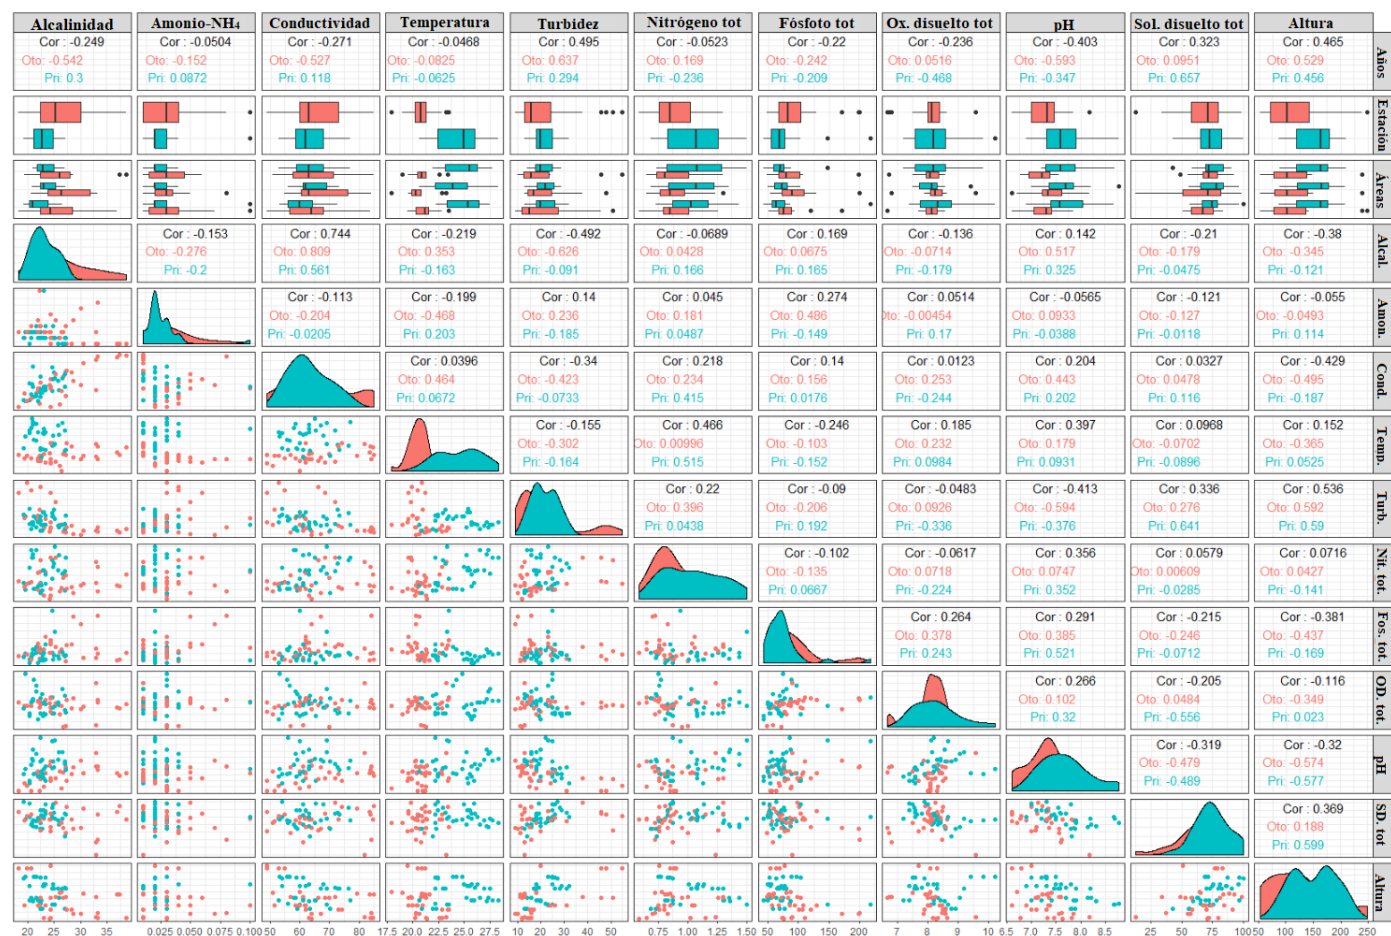 Alcalinidad Amonio-NH₄ Conductividad Temperatura Turbidez Nitrógeno tot Fósfoto tot Ox. disuelto tot pH Sol. disuelto tot Altura
Cor : -0.249 Cor : -0.0504 Cor : -0.271 Cor : -0.0468 Cor : 0.495 Cor : -0.0523 Cor : -0.22 Cor : -0.236 Cor : -0.403 Cor : 0.323 Cor : 0.465
Oto: -0.542 Oto: -0.152 Oto: -0.527 Oto: -0.0825 Oto: 0.637 Oto: 0.169 Oto: -0.242 Oto: 0.0516 Oto: -0.593 Oto: 0.0951 Oto: 0.529
Pri: 0.3 Pri: 0.0872 Pri: 0.118 Pri: -0.0625 Pri: 0.294 Pri: -0.236 Pri: -0.209 Pri: -0.468 Pri: -0.347 Pri: 0.657 Pri: 0.456
Años
Estación
Áreas
Cor : -0.153 Cor : 0.744 Cor : -0.219 Cor : -0.492 Cor : -0.0689 Cor : 0.169 Cor : -0.136 Cor : 0.142 Cor : -0.21 Cor : -0.38
Oto: -0.276 Oto: 0.809 Oto: 0.353 Oto: -0.626 Oto: 0.0428 Oto: 0.0675 Oto: -0.0714 Oto: 0.517 Oto: -0.179 Oto: -0.345
Pri: -0.2 Pri: 0.561 Pri: -0.163 Pri: -0.091 Pri: 0.166 Pri: 0.165 Pri: -0.179 Pri: 0.325 Pri: -0.0475 Pri: -0.121
Alcal.
Cor : -0.113 Cor : -0.199 Cor : 0.14 Cor : 0.045 Cor : 0.274 Cor : 0.0514 Cor : -0.0565 Cor : -0.121 Cor : -0.055
Oto: -0.204 Oto: -0.468 Oto: 0.236 Oto: 0.181 Oto: 0.486 Oto: -0.00454 Oto: 0.0933 Oto: -0.127 Oto: -0.0493
Pri: -0.0205 Pri: 0.203 Pri: -0.185 Pri: 0.0487 Pri: -0.149 Pri: 0.17 Pri: -0.0388 Pri: -0.0118 Pri: 0.114
Amon.
Cor : 0.0396 Cor : -0.34 Cor : 0.218 Cor : 0.14 Cor : 0.0123 Cor : 0.204 Cor : 0.0327 Cor : -0.429
Oto: 0.464 Oto: -0.423 Oto: 0.234 Oto: 0.156 Oto: 0.253 Oto: 0.443 Oto: 0.0478 Oto: -0.495
Pri: 0.0672 Pri: -0.0733 Pri: 0.415 Pri: 0.0176 Pri: -0.244 Pri: 0.202 Pri: 0.116 Pri: -0.187
Cond.
Cor : -0.155 Cor : 0.466 Cor : -0.246 Cor : 0.185 Cor : 0.397 Cor : 0.0968 Cor : 0.152
Oto: -0.302 Oto: 0.00996 Oto: -0.103 Oto: 0.232 Oto: 0.179 Oto: -0.0702 Oto: -0.365
Pri: -0.164 Pri: 0.515 Pri: -0.152 Pri: 0.0984 Pri: 0.0931 Pri: -0.0896 Pri: 0.0525
Temp.
Cor : 0.22 Cor : -0.09 Cor : -0.0483 Cor : -0.413 Cor : 0.336 Cor : 0.536
Oto: 0.396 Oto: -0.206 Oto: 0.0926 Oto: -0.594 Oto: 0.276 Oto: 0.592
Pri: 0.0438 Pri: 0.192 Pri: -0.336 Pri: -0.376 Pri: 0.641 Pri: 0.59
Turb.
Cor : -0.102 Cor : -0.0617 Cor : 0.356 Cor : 0.0579 Cor : 0.0716
Oto: -0.135 Oto: 0.0718 Oto: 0.0747 Oto: 0.00609 Oto: 0.0427
Pri: 0.0667 Pri: -0.224 Pri: 0.352 Pri: -0.0285 Pri: -0.141
Nit. tot.
Cor : 0.264 Cor : 0.291 Cor : -0.215 Cor : -0.381
Oto: 0.378 Oto: 0.385 Oto: -0.246 Oto: -0.437
Pri: 0.243 Pri: 0.521 Pri: -0.0712 Pri: -0.169
Fos. tot.
Cor : 0.266 Cor : -0.205 Cor : -0.116
Oto: 0.102 Oto: 0.0484 Oto: -0.349
Pri: 0.32 Pri: -0.556 Pri: 0.023
OD. tot.
Cor : -0.319 Cor : -0.32
Oto: -0.479 Oto: -0.574
Pri: -0.489 Pri: -0.577
pH
Cor : 0.369
Oto: 0.188
Pri: 0.599
SD. tot
Altura
20 25 30 35 0.025 0.050 0.075 0.100 50 60 70 80 17.5 20.0 22.5 25.0 27.5 10 20 30 40 50 0.50 0.75 1.00 1.25 1.50 50 100 150 200 7 8 9 10 6.5 7.0 7.5 8.0 8.5 25 50 75 100 50 100 150 200 250